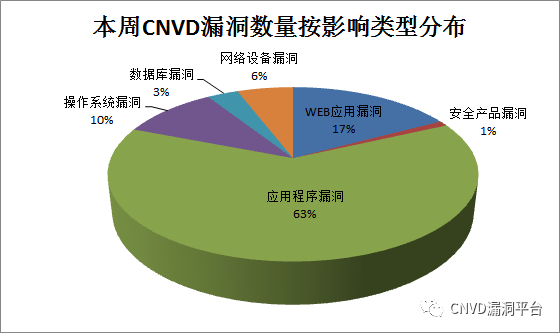 本周CNVD漏洞数量按影响类型分布
网络设备漏洞
6%
数据库漏洞
3%
操作系统漏洞
10%
WEB应用漏洞
17%
安全产品漏洞
1%
应用程序漏洞
63%
CNVD漏洞平台